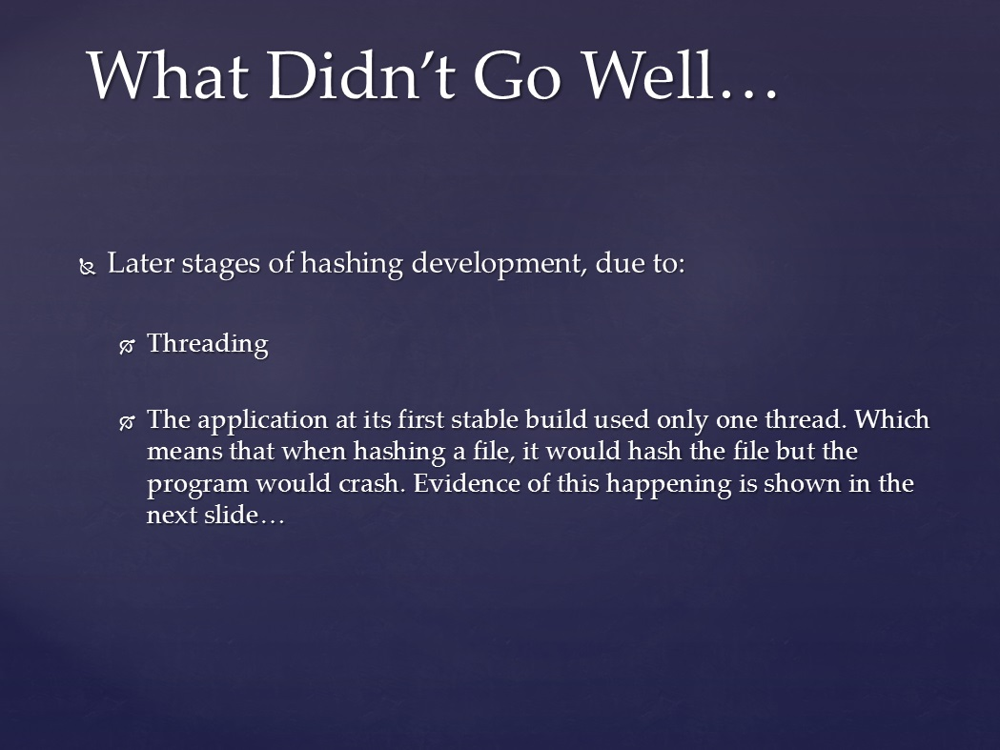 What Didn’t Go Well…
Later stages of hashing development, due to:
Threading
The application at its first stable build used only one thread. Which
means that when hashing a file, it would hash the file but the
program would crash. Evidence of this happening is shown in the
next slide…